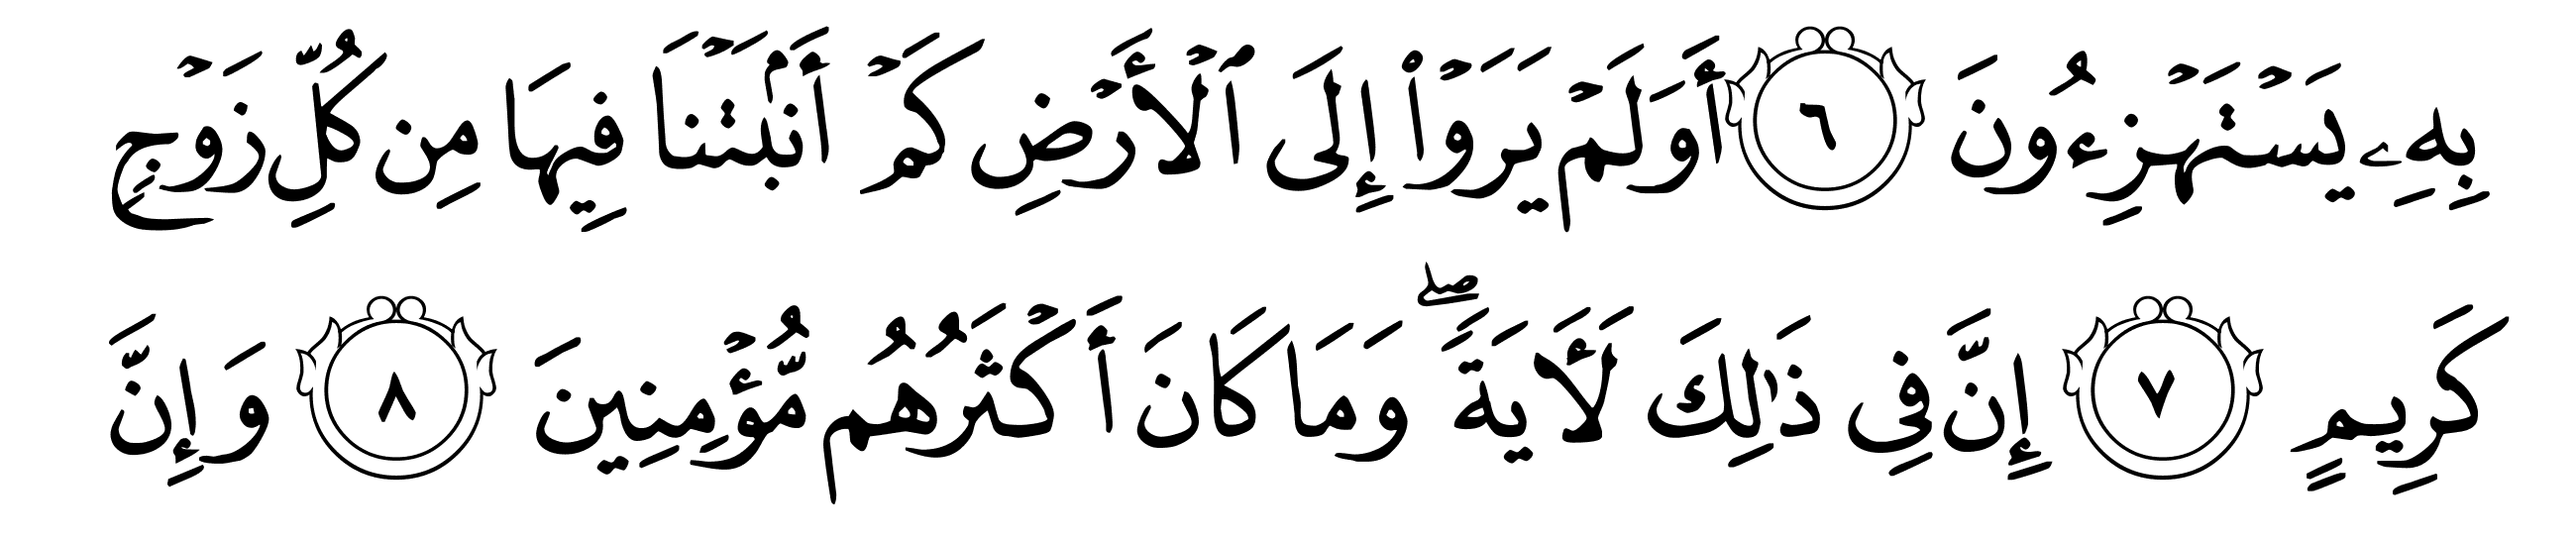 بِهِۦ يَسۡتَهۡزِءُونَ ٦ أَوَلَمۡ يَرَوۡاْ إِلَى ٱلۡأَرۡضِ كَمۡ أَنۢبَتۡنَا فِيهَا مِن كُلِّ زَوۡجٖ
كَرِيمٍ ٧ إِنَّ فِي ذَٰلِكَ لَأٓيَةٗۖ وَمَا كَانَ أَكۡثَرُهُم مُّؤۡمِنِينَ ٨ وَإِنَّ